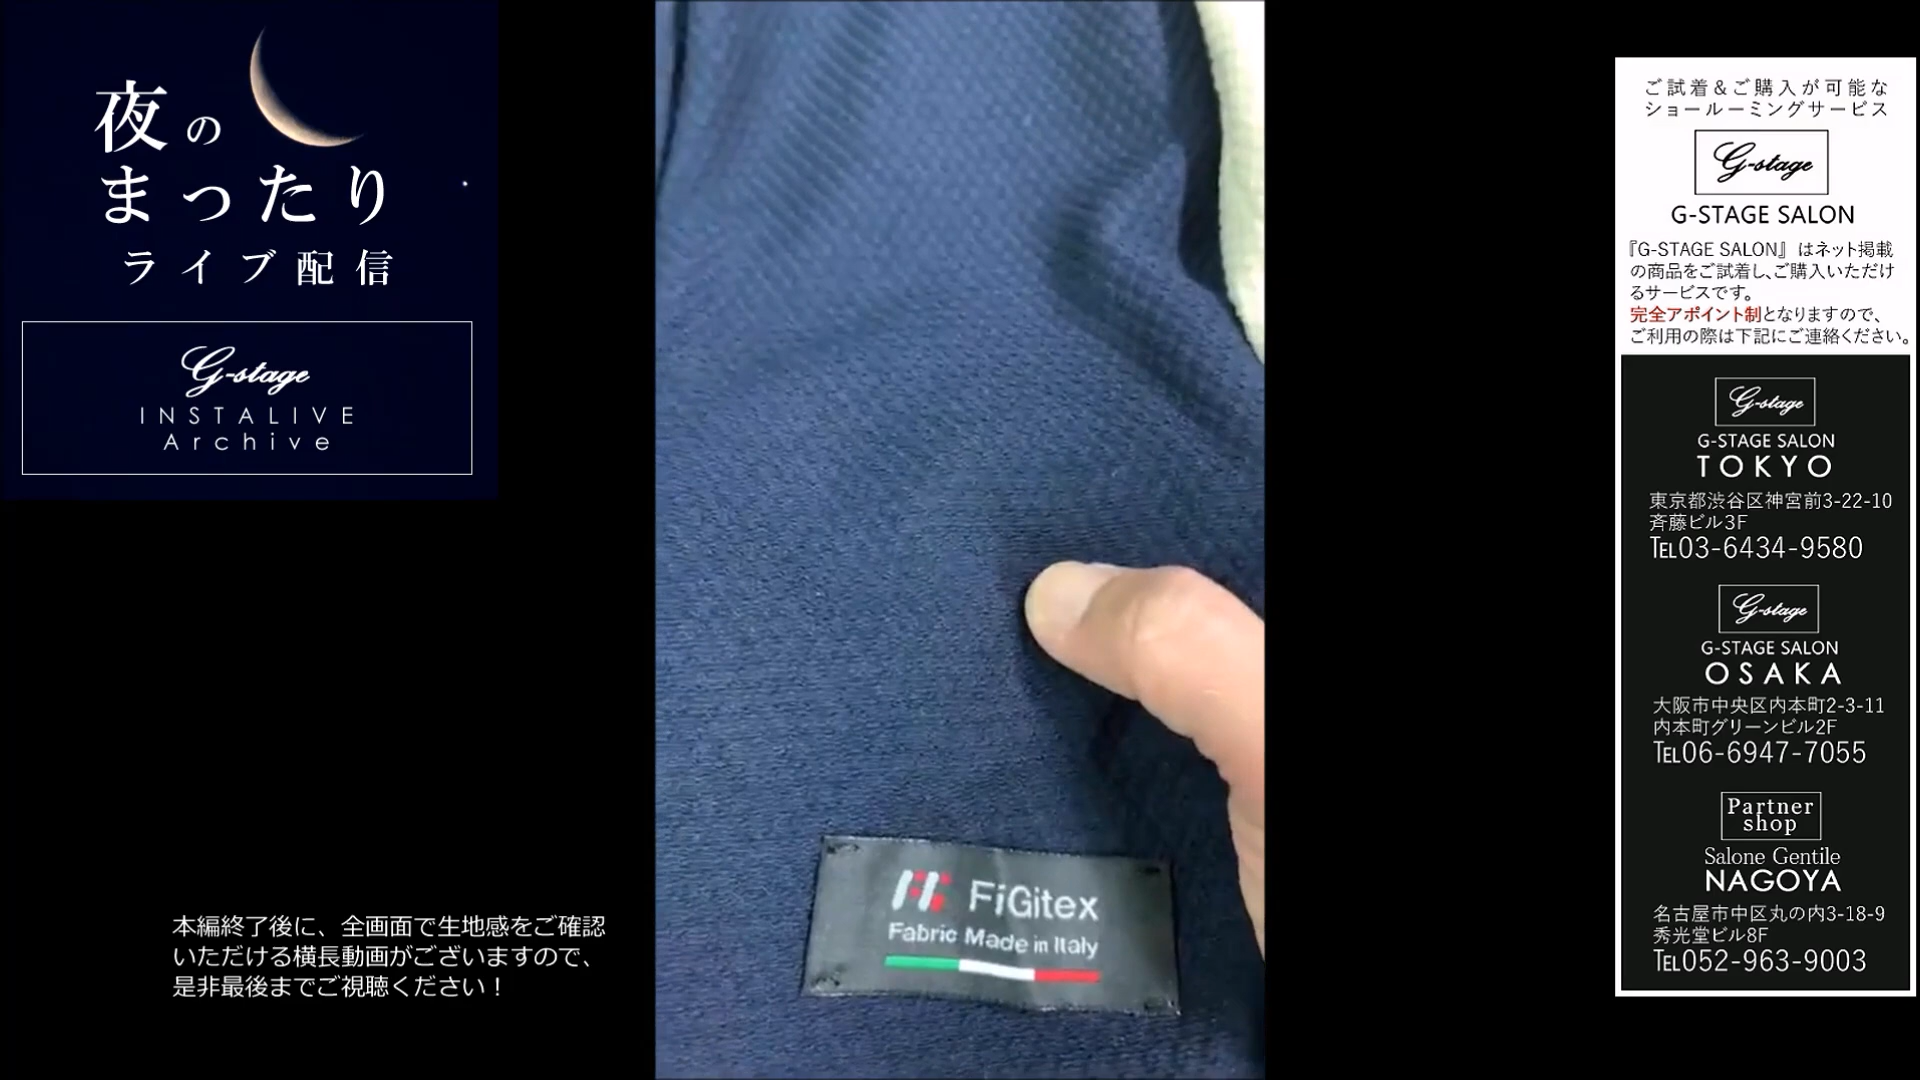 夜の
まったり
ライブ配信
G-stage
INSTALIVE
Archive
本編終了後に、全画面で生地感をご確認
いただける横長動画がございますので、
是非最後までご視聴ください！
FiGitex
Fabric Made in Italy
ご試着&ご購入が可能な
ショールーミングサービス
G-stage
G-STAGE SALON
『G-STAGE SALON』はネット掲載
の商品をご試着し、ご購入いただけ
るサービスです。
完全アポイント制となりますので、
ご利用の際は下記にご連絡ください。
G-stage
G-STAGE SALON
TOKYO
東京都渋谷区神宮前3-22-10
斉藤ビル3F
TEL03-6434-9580
G-stage
G-STAGE SALON
OSAKA
大阪市中央区内本町2-3-11
内本町グリーンビル2F
TEL06-6947-7055
Partner
shop
Salone Gentile
NAGOYA
名古屋市中区丸の内3-18-9
秀光堂ビル8F
TEL052-963-9003